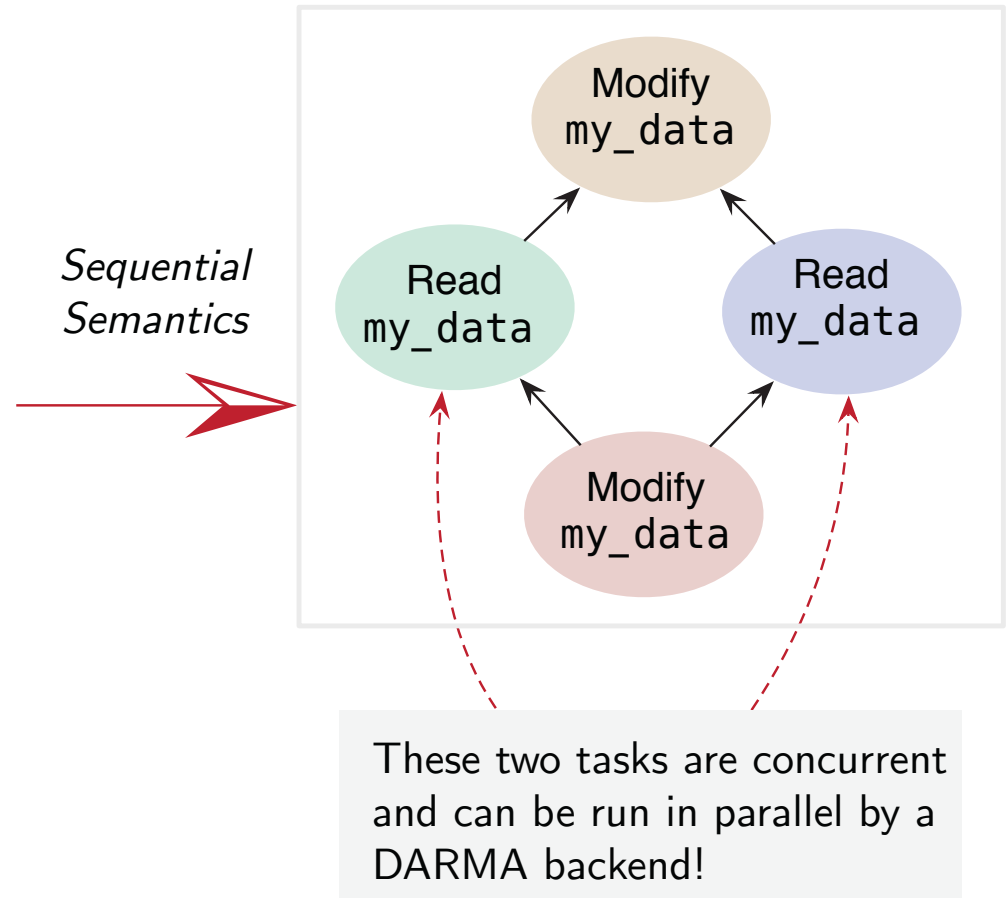 Modify
my_data
Sequential
Semantics
Read
my_data
Read
my_data
Modify
my_data
These two tasks are concurrent
and can be run in parallel by a
DARMA backend!